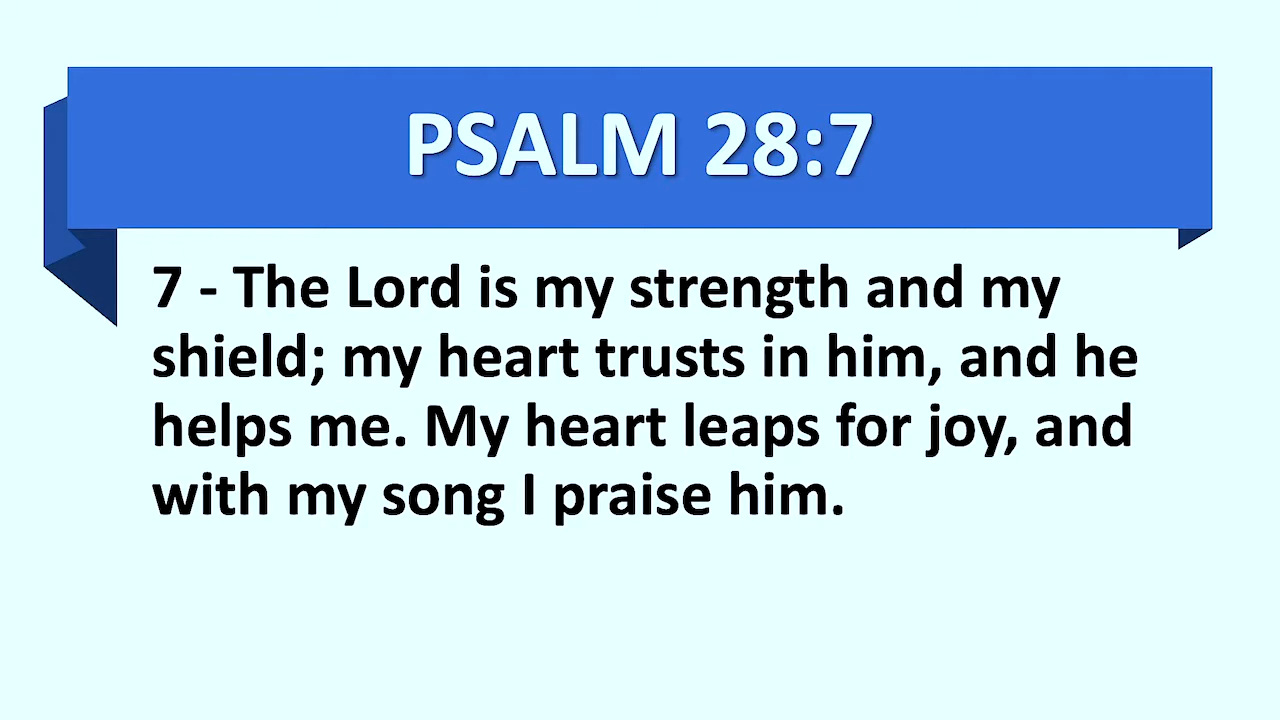 PSALM 28:7
7 - The Lord is my strength and my
shield; my heart trusts in him, and he
helps me. My heart leaps for joy, and
with my song I praise him.